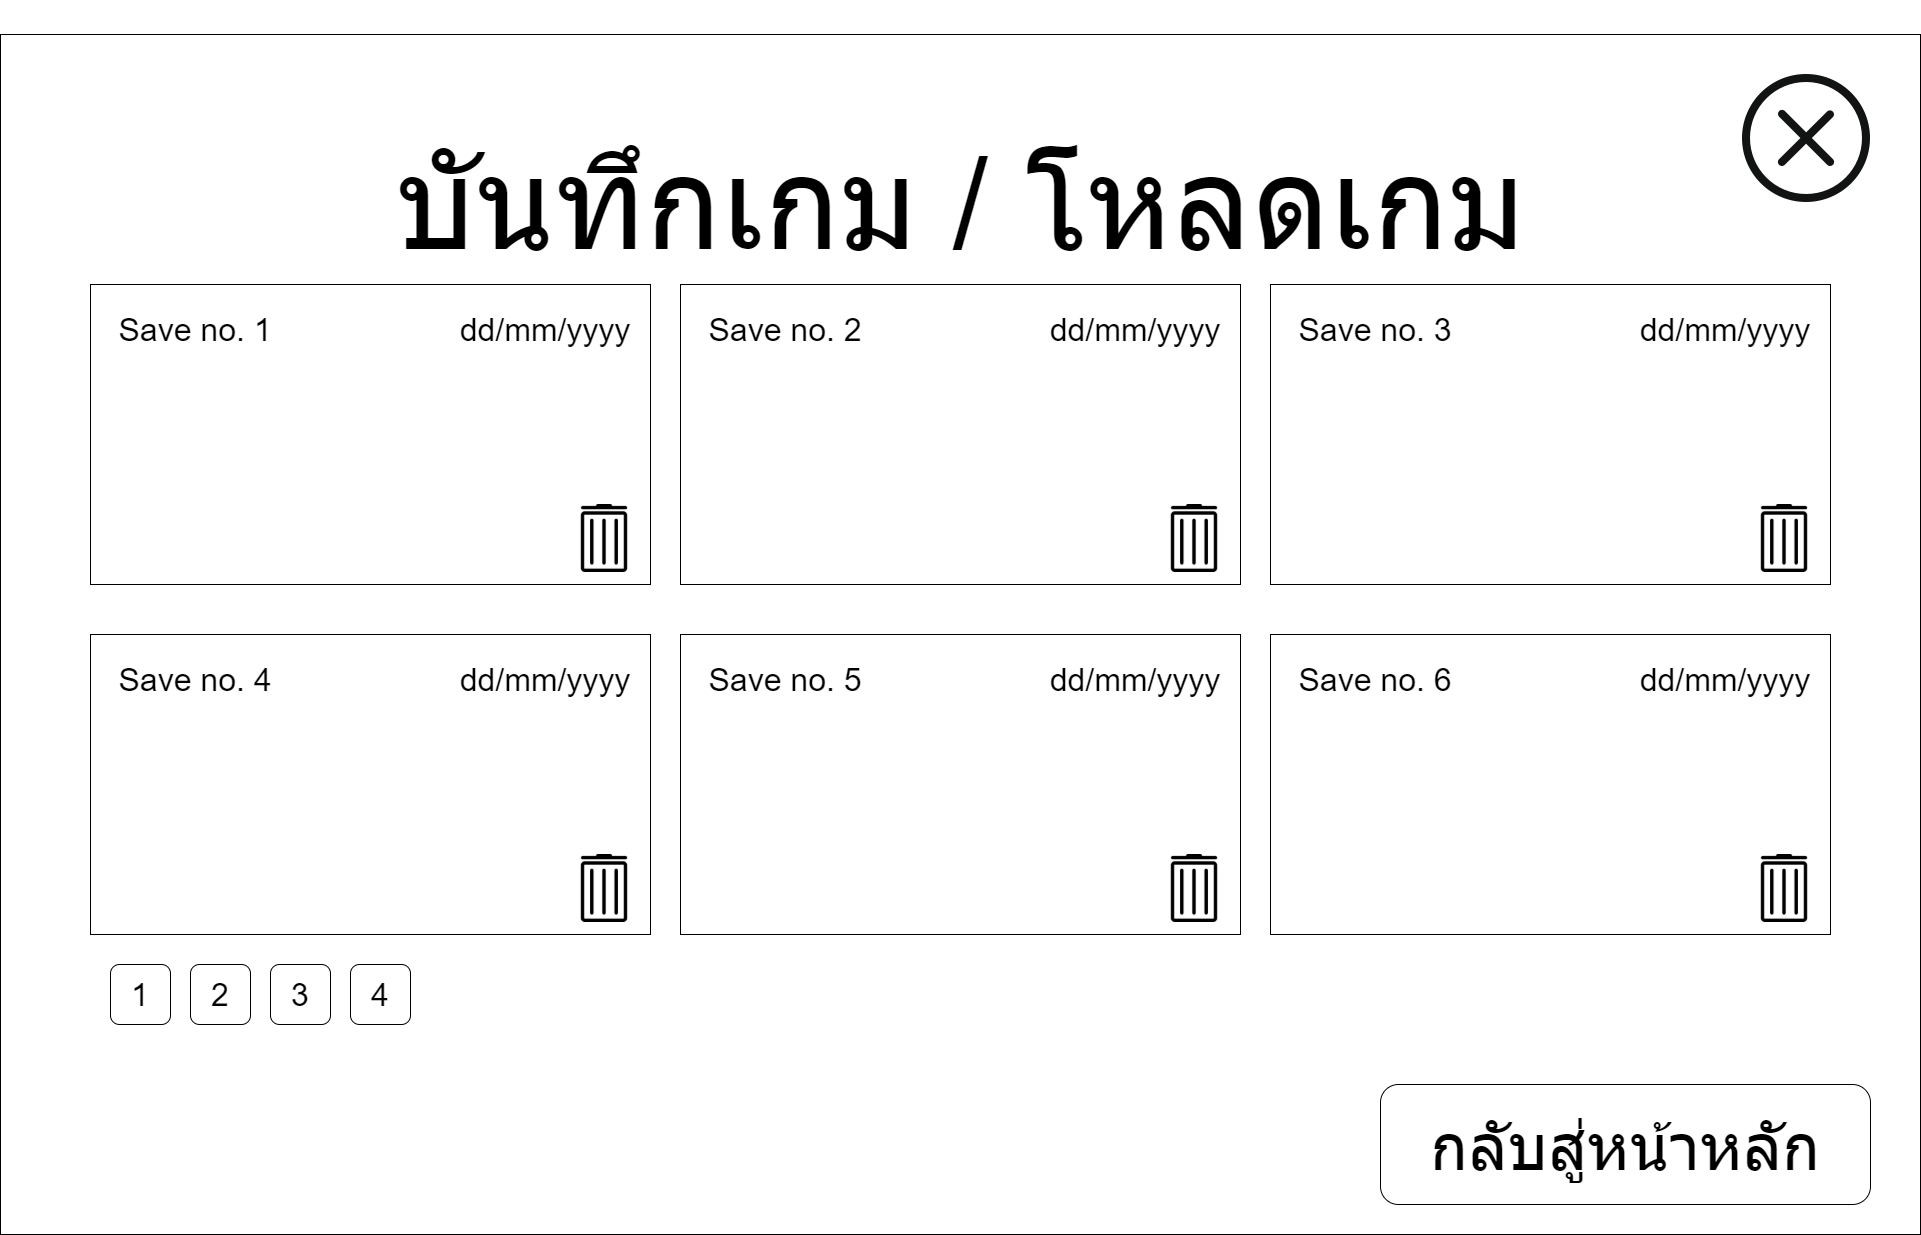 บันทึกเกม / โหลดเกม
Save no. 1 dd/mm/yyyy
Save no. 2 dd/mm/yyyy
Save no. 3 dd/mm/yyyy
Save no. 4 dd/mm/yyyy
Save no. 5 dd/mm/yyyy
Save no. 6 dd/mm/yyyy
1 2 3 4
กลับสู่หน้าหลัก